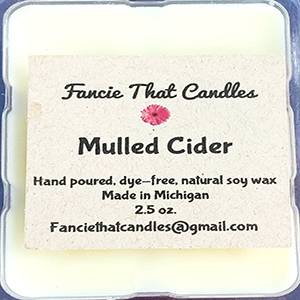 Fancie That Candles
Mulled Cider
Hand poured, dye-free, natural soy wax
Made in Michigan
2.5 oz.
Fanciethatcandles@gmail.com